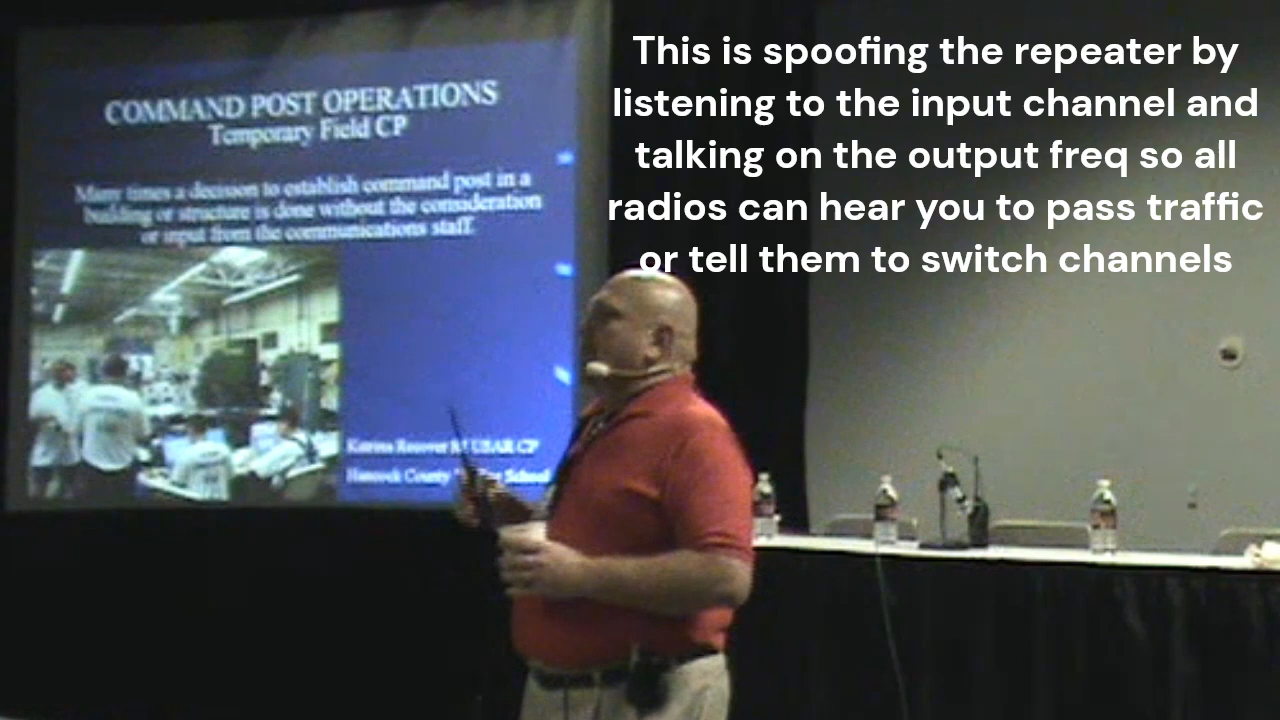 COMMAND POST OPERATIONS
Temporary Field CP
Many times a decision to establish command post in a
building or structure is done without the consideration
or input from the communications staff.
Katrina Recover USAR CP
Hancock County School
This is spoofing the repeater by
listening to the input channel and
talking on the output freq so all
radios can hear you to pass traffic
or tell them to switch channels